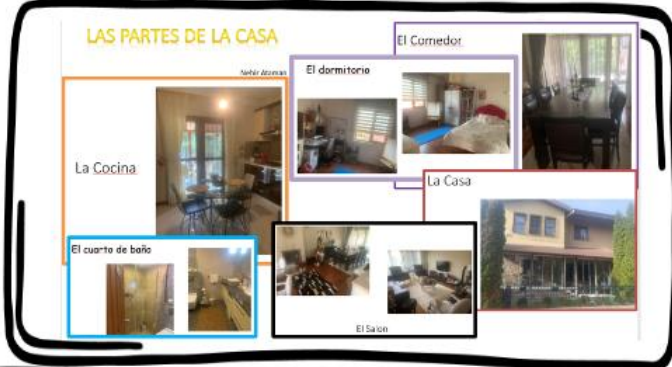 LAS PARTES DE LA CASA
Nehir Ataman
El Comedor
El dormitorio
La Cocina
La Casa
El cuarto de baño
El Salon